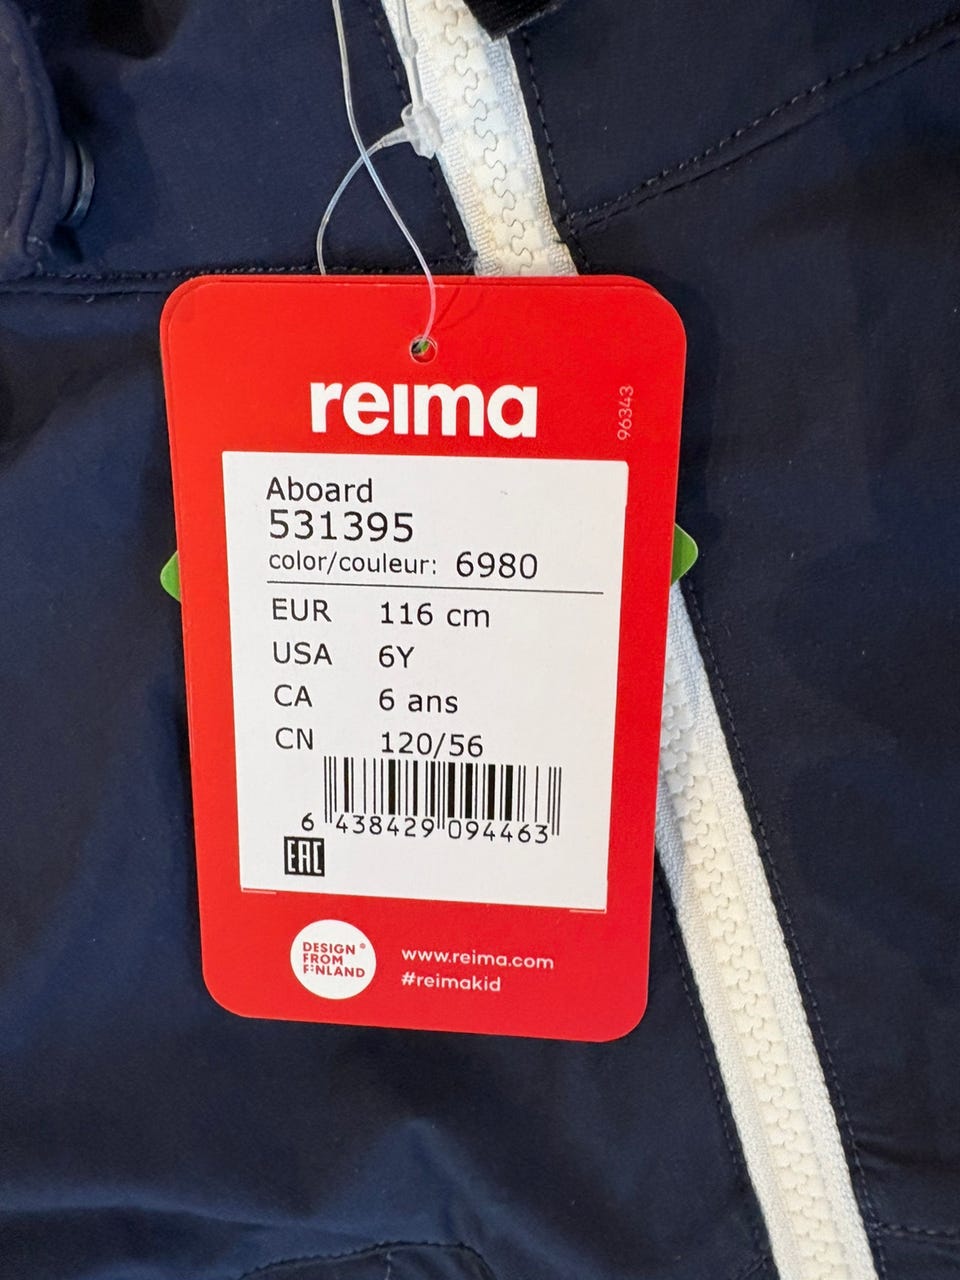 reima
96343
Aboard
531395
color/couleur: 6980
EUR 116 cm
USA 6Y
CA 6 ans
CN 120/56
6 438429 094463
EAC
DESIGN®
FROM
FINLAND
www.reima.com
#reimakid